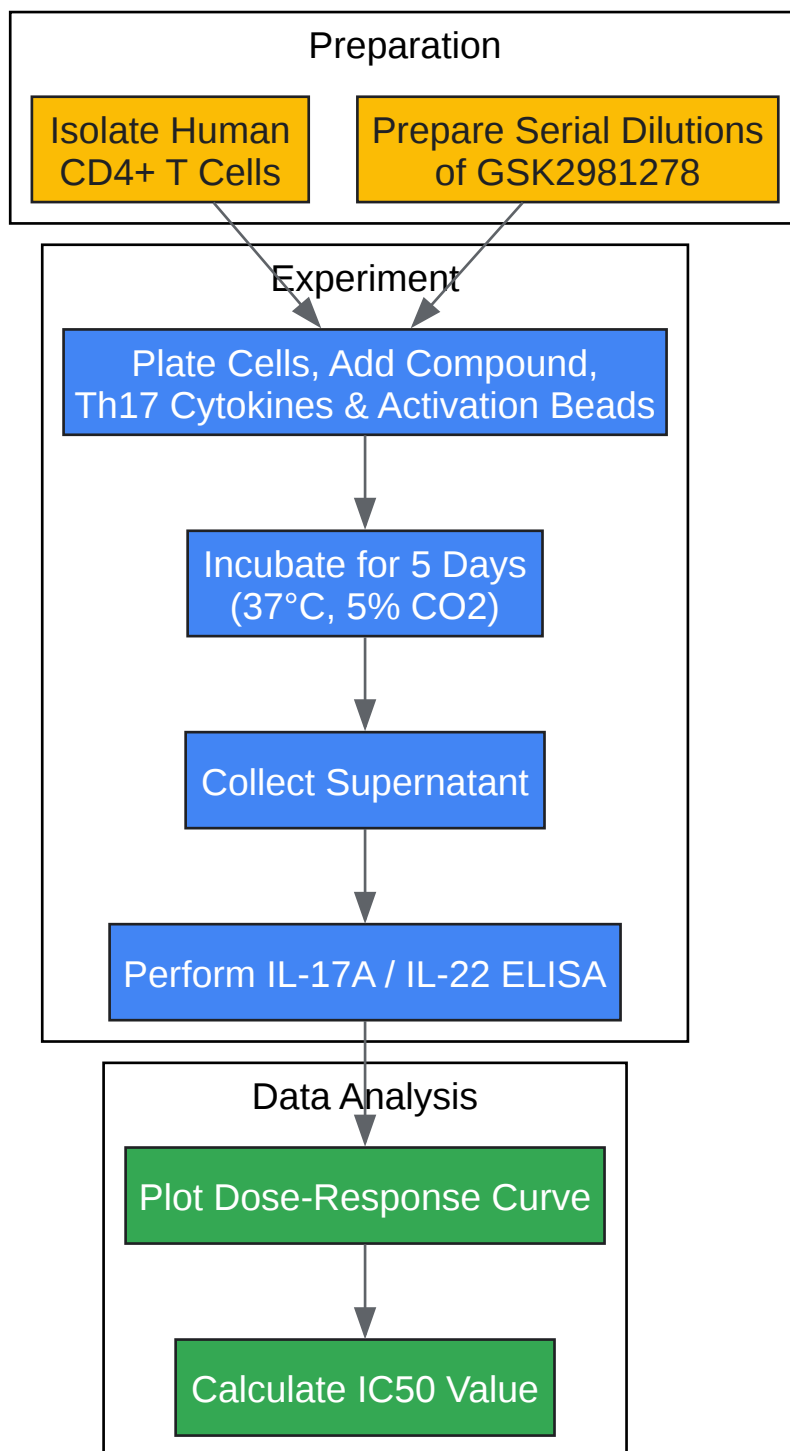 Preparation
Isolate Human
CD4+ T Cells
Prepare Serial Dilutions
of GSK2981278
Experiment
Plate Cells, Add Compound,
Th17 Cytokines & Activation Beads
Incubate for 5 Days
(37°C, 5% CO2)
Collect Supernatant
Perform IL-17A / IL-22 ELISA
Data Analysis
Plot Dose-Response Curve
Calculate IC50 Value